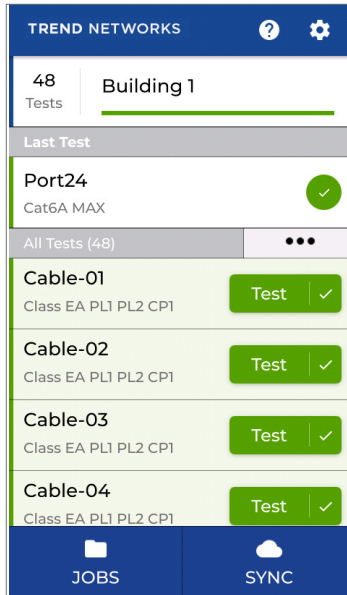 TREND NETWORKS
48
Tests
Building 1
Last Test
Port24
Cat6A MAX
All Tests (48)
Cable-01
Class EA PL1 PL2 CP1
Test
Cable-02
Class EA PL1 PL2 CP1
Test
Cable-03
Class EA PL1 PL2 CP1
Test
Cable-04
Class EA PL1 PL2 CP1
Test
JOBS
SYNC